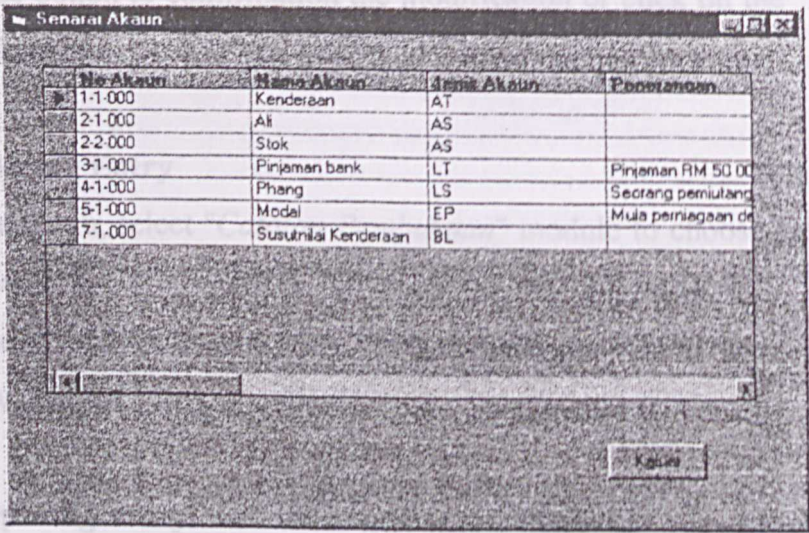 Senarai Akaun
No Akaun Nama Akaun Jenis Akaun Penerangan
1-1-000 Kenderaan AT
2-1-000 Ali AS
2-2-000 Stok AS
3-1-000 Pinjaman bank LT Pinjaman RM 50 00
4-1-000 Phang LS Seorang pemiutang
5-1-000 Modal EP Mula perniagaan de
7-1-000 Susutnilai Kenderaan BL
Keluar